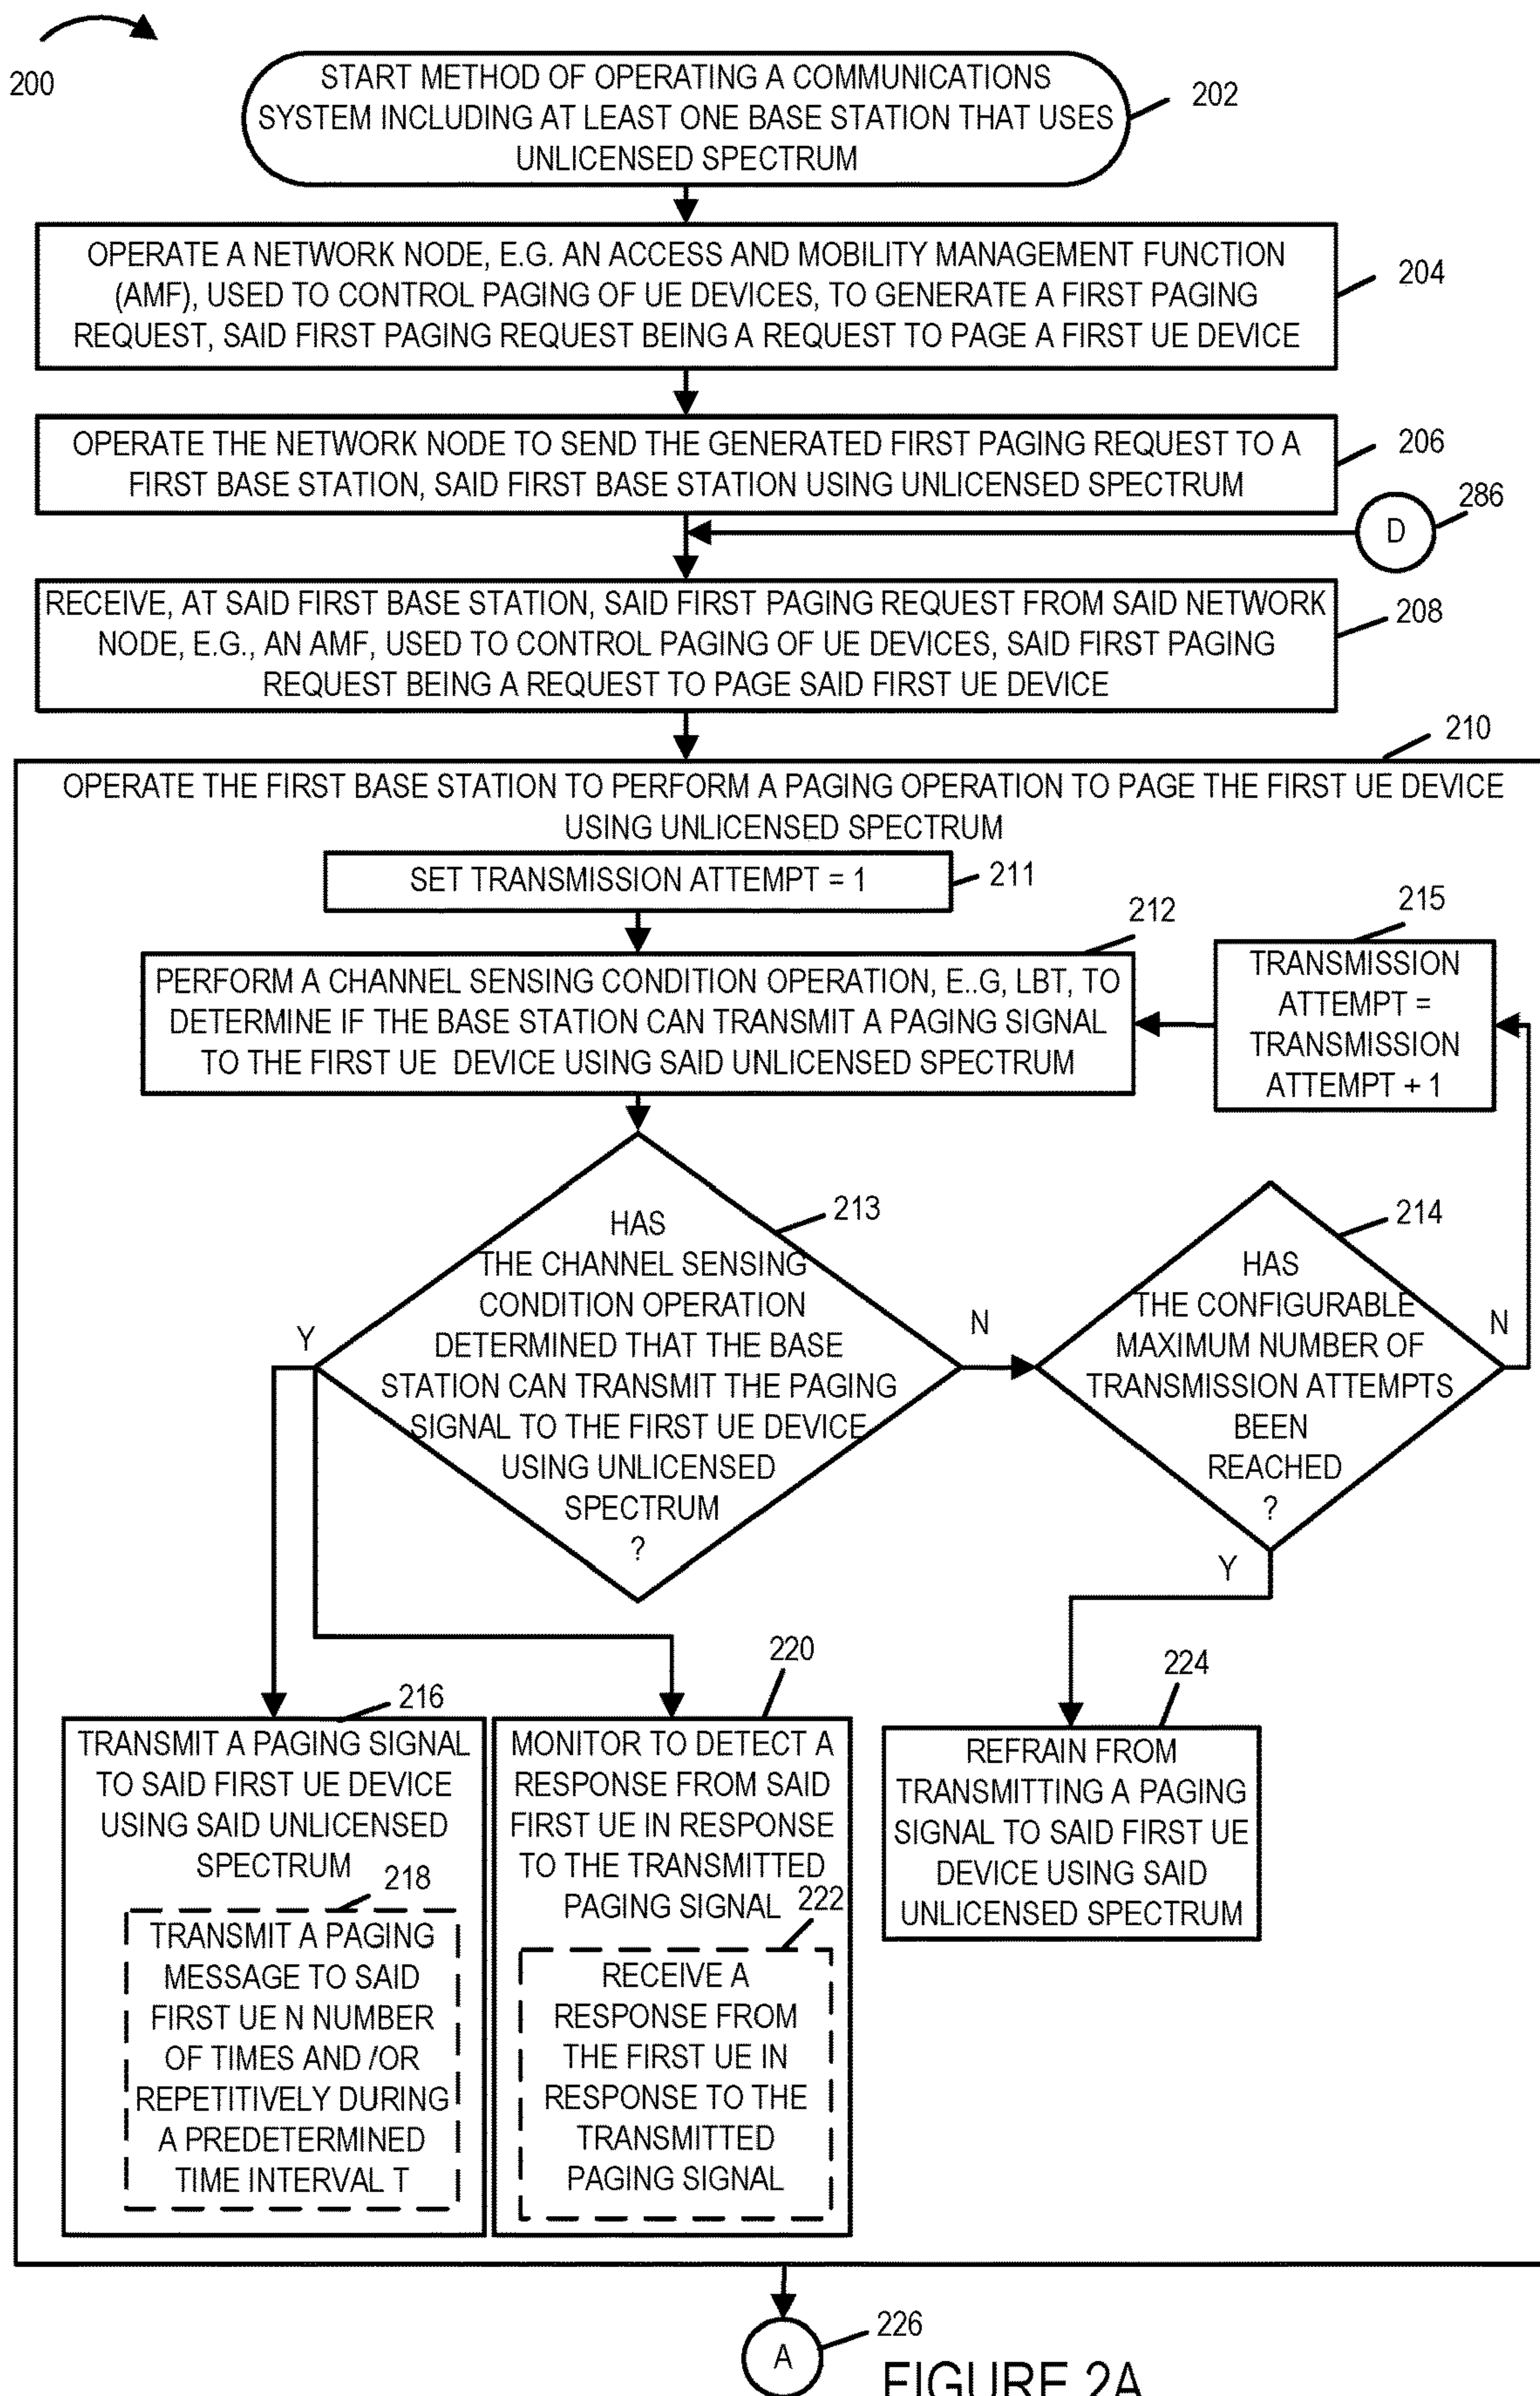 200
START METHOD OF OPERATING A COMMUNICATIONS
SYSTEM INCLUDING AT LEAST ONE BASE STATION THAT USES
UNLICENSED SPECTRUM
202
OPERATE A NETWORK NODE, E.G. AN ACCESS AND MOBILITY MANAGEMENT FUNCTION
(AMF), USED TO CONTROL PAGING OF UE DEVICES, TO GENERATE A FIRST PAGING
REQUEST, SAID FIRST PAGING REQUEST BEING A REQUEST TO PAGE A FIRST UE DEVICE
204
OPERATE THE NETWORK NODE TO SEND THE GENERATED FIRST PAGING REQUEST TO A
FIRST BASE STATION, SAID FIRST BASE STATION USING UNLICENSED SPECTRUM
206
D
286
RECEIVE, AT SAID FIRST BASE STATION, SAID FIRST PAGING REQUEST FROM SAID NETWORK
NODE, E.G., AN AMF, USED TO CONTROL PAGING OF UE DEVICES, SAID FIRST PAGING
REQUEST BEING A REQUEST TO PAGE SAID FIRST UE DEVICE
208
210
OPERATE THE FIRST BASE STATION TO PERFORM A PAGING OPERATION TO PAGE THE FIRST UE DEVICE
USING UNLICENSED SPECTRUM
SET TRANSMISSION ATTEMPT = 1
211
212
PERFORM A CHANNEL SENSING CONDITION OPERATION, E..G, LBT, TO
DETERMINE IF THE BASE STATION CAN TRANSMIT A PAGING SIGNAL
TO THE FIRST UE DEVICE USING SAID UNLICENSED SPECTRUM
215
TRANSMISSION
ATTEMPT =
TRANSMISSION
ATTEMPT + 1
213
HAS
THE CHANNEL SENSING
CONDITION OPERATION
DETERMINED THAT THE BASE
STATION CAN TRANSMIT THE PAGING
SIGNAL TO THE FIRST UE DEVICE
USING UNLICENSED
SPECTRUM
?
Y
N
214
HAS
THE CONFIGURABLE
MAXIMUM NUMBER OF
TRANSMISSION ATTEMPTS
BEEN
REACHED
?
N
Y
216
TRANSMIT A PAGING SIGNAL
TO SAID FIRST UE DEVICE
USING SAID UNLICENSED
SPECTRUM
218
TRANSMIT A PAGING
MESSAGE TO SAID
FIRST UE N NUMBER
OF TIMES AND /OR
REPETITIVELY DURING
A PREDETERMINED
TIME INTERVAL T
220
MONITOR TO DETECT A
RESPONSE FROM SAID
FIRST UE IN RESPONSE
TO THE TRANSMITTED
PAGING SIGNAL
222
RECEIVE A
RESPONSE FROM
THE FIRST UE IN
RESPONSE TO THE
TRANSMITTED
PAGING SIGNAL
224
REFRAIN FROM
TRANSMITTING A PAGING
SIGNAL TO SAID FIRST UE
DEVICE USING SAID
UNLICENSED SPECTRUM
A
226
FIGURE 2A